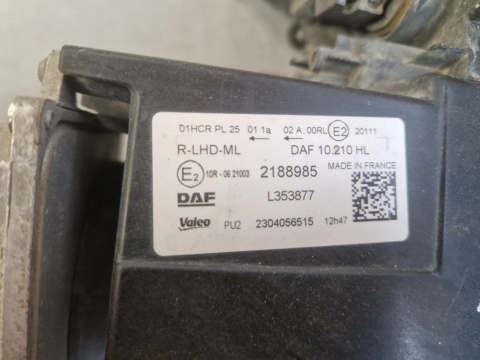 01HCR PL 25 01 1a ← ← 02 A, 00RL E2 20111
R-LHD-ML DAF 10.210 HL
E2 10R - 06 21003 2188985 MADE IN FRANCE
DAF L353877
Valeo PU2 2304056515 12h47